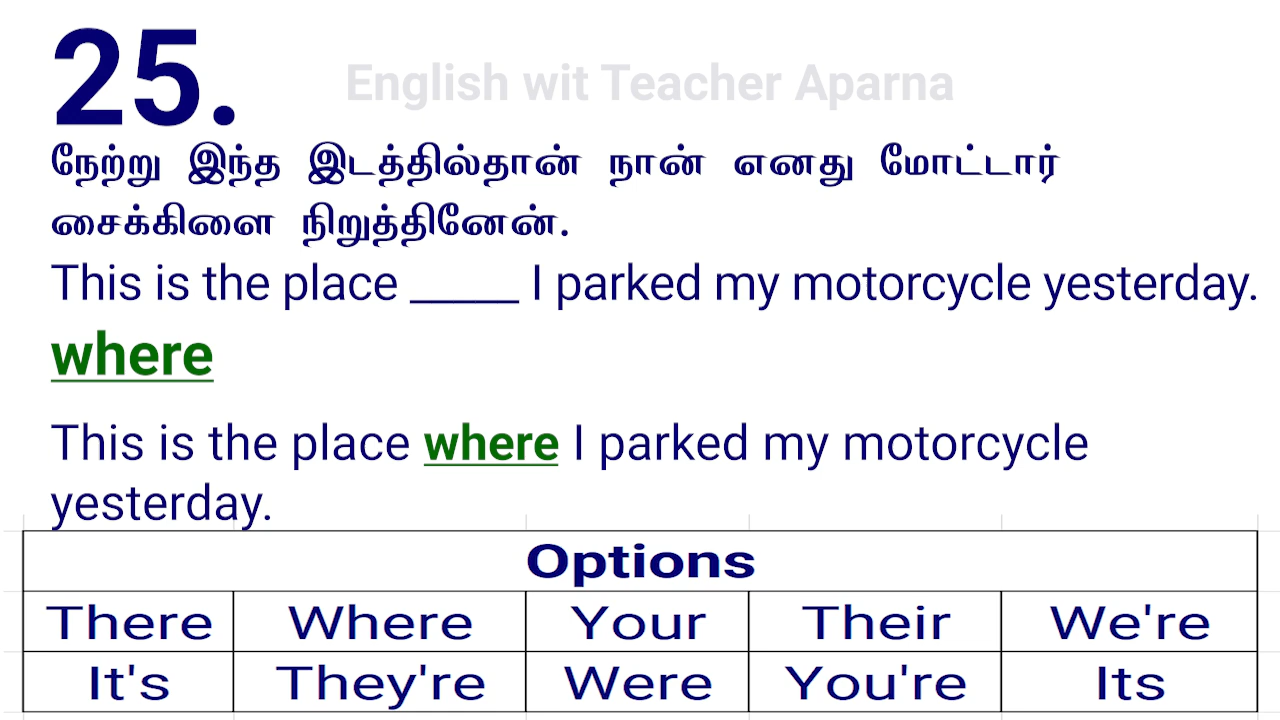 25.
English wit Teacher Aparna
நேற்று இந்த இடத்தில்தான் நான் எனது மோட்டார்
சைக்கிளை நிறுத்தினேன்.
This is the place _____ I parked my motorcycle yesterday.
where
This is the place where I parked my motorcycle
yesterday.
Options
There Where Your Their We're
It's They're Were You're Its